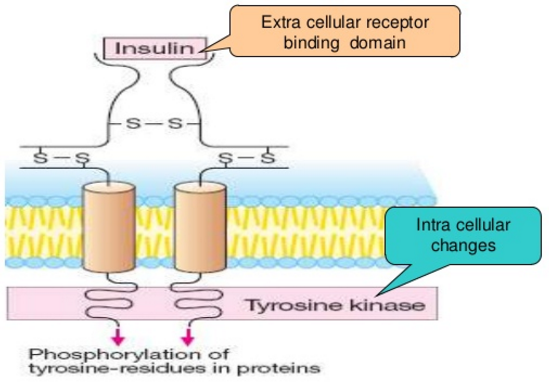 Extra cellular receptor
binding domain
Insulin
S–S
S–S
S–S
Intra cellular
changes
Tyrosine kinase
Phosphorylation of
tyrosine-residues in proteins